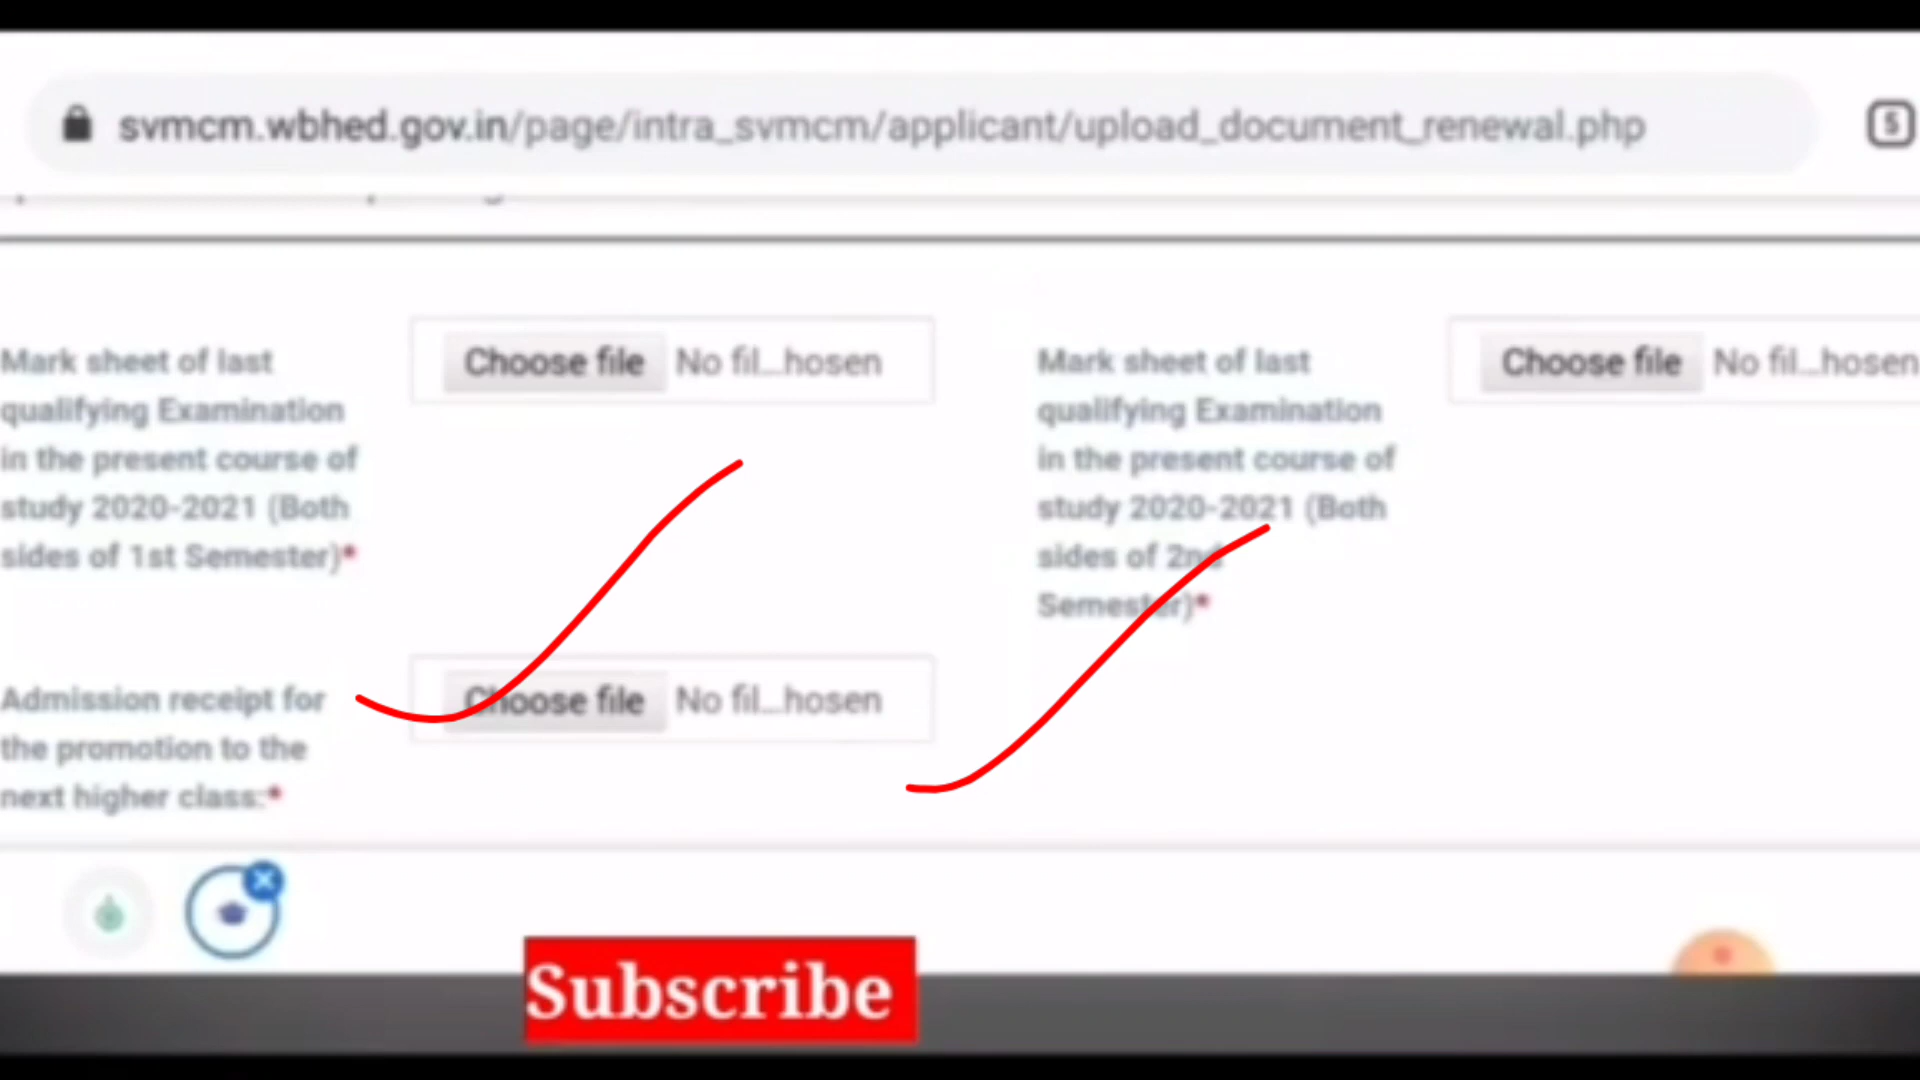 svmcm.wbhed.gov.in/page/intra_svmcm/applicant/upload_document_renewal.php
5
Mark sheet of last
qualifying Examination
in the present course of
study 2020-2021 (Both
sides of 1st Semester)*
Choose file No fil...hosen
Mark sheet of last
qualifying Examination
in the present course of
study 2020-2021 (Both
sides of 2nd
Semester)*
Choose file No fil...hosen
Admission receipt for
the promotion to the
next higher class:*
Choose file No fil...hosen
Subscribe